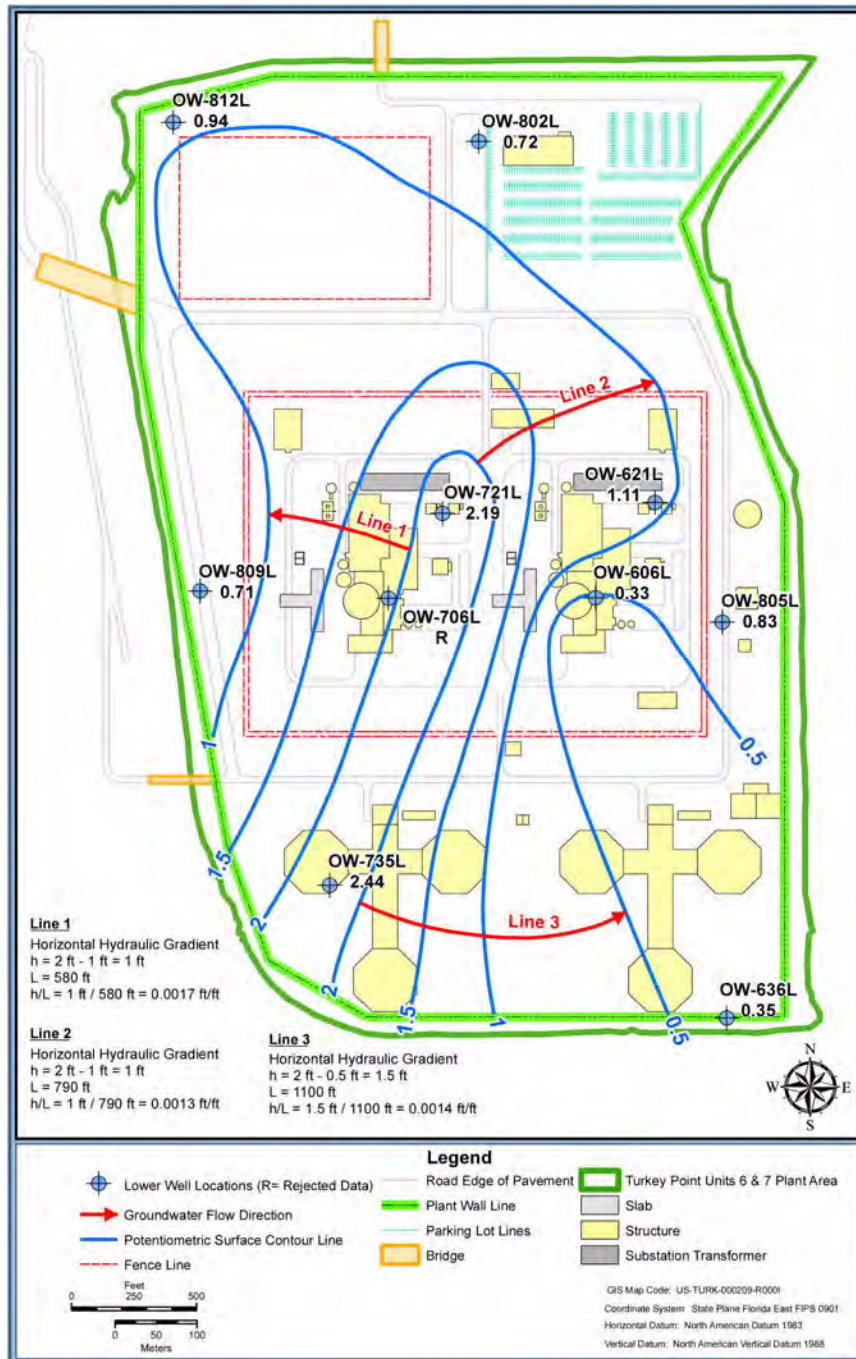 OW-812L
0.94
OW-802L
0.72
Line 2
OW-621L
1.11
OW-721L
2.19
Line 1
OW-809L
0.71
OW-606L
0.33
OW-805L
0.83
OW-706L
R
1
0.5
1.5
OW-735L
2.44
2
Line 3
2
1.5
1
0.5
OW-636L
0.35
Line 1
Horizontal Hydraulic Gradient
h = 2 ft - 1 ft = 1 ft
L = 580 ft
h/L = 1 ft / 580 ft = 0.0017 ft/ft
Line 2
Horizontal Hydraulic Gradient
h = 2 ft - 1 ft = 1 ft
L = 790 ft
h/L = 1 ft / 790 ft = 0.0013 ft/ft
Line 3
Horizontal Hydraulic Gradient
h = 2 ft - 0.5 ft = 1.5 ft
L = 1100 ft
h/L = 1.5 ft / 1100 ft = 0.0014 ft/ft
N
W E
S
Legend
Lower Well Locations (R= Rejected Data)
Groundwater Flow Direction
Potentiometric Surface Contour Line
Fence Line
Road Edge of Pavement
Plant Wall Line
Parking Lot Lines
Bridge
Turkey Point Units 6 & 7 Plant Area
Slab
Structure
Substation Transformer
Feet
0 250 500
0 50 100
Meters
GIS Map Code: US-TURK-000209-R000I
Coordinate System: State Plane Florida East FIPS 0901
Horizontal Datum: North American Datum 1983
Vertical Datum: North American Vertical Datum 1988